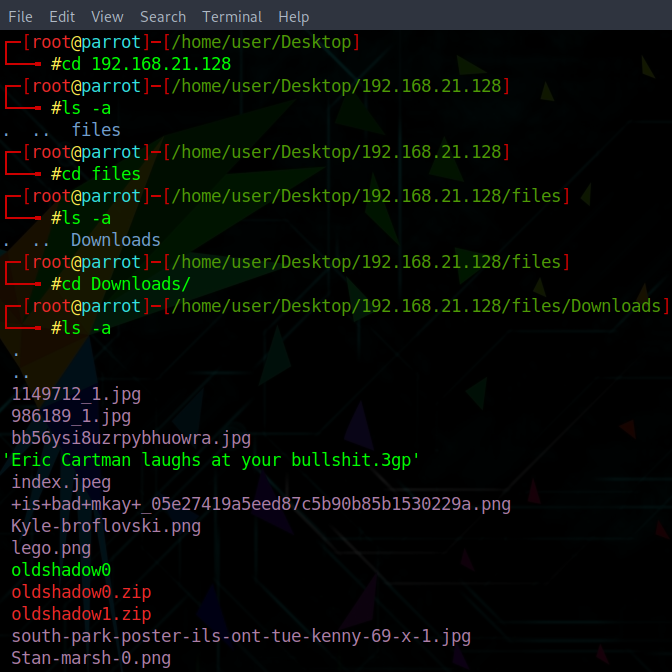 File Edit View Search Terminal Help
┌─[root@parrot]─[/home/user/Desktop]
└──╼ #cd 192.168.21.128
┌─[root@parrot]─[/home/user/Desktop/192.168.21.128]
└──╼ #ls -a
. .. files
┌─[root@parrot]─[/home/user/Desktop/192.168.21.128]
└──╼ #cd files
┌─[root@parrot]─[/home/user/Desktop/192.168.21.128/files]
└──╼ #ls -a
. .. Downloads
┌─[root@parrot]─[/home/user/Desktop/192.168.21.128/files]
└──╼ #cd Downloads/
┌─[root@parrot]─[/home/user/Desktop/192.168.21.128/files/Downloads]
└──╼ #ls -a
.
..
1149712_1.jpg
986189_1.jpg
bb56ysi8uzrpybhuowra.jpg
'Eric Cartman laughs at your bullshit.3gp'
index.jpeg
+is+bad+mkay+_05e27419a5eed87c5b90b85b1530229a.png
Kyle-broflovski.png
lego.png
oldshadow0
oldshadow0.zip
oldshadow1.zip
south-park-poster-ils-ont-tue-kenny-69-x-1.jpg
Stan-marsh-0.png